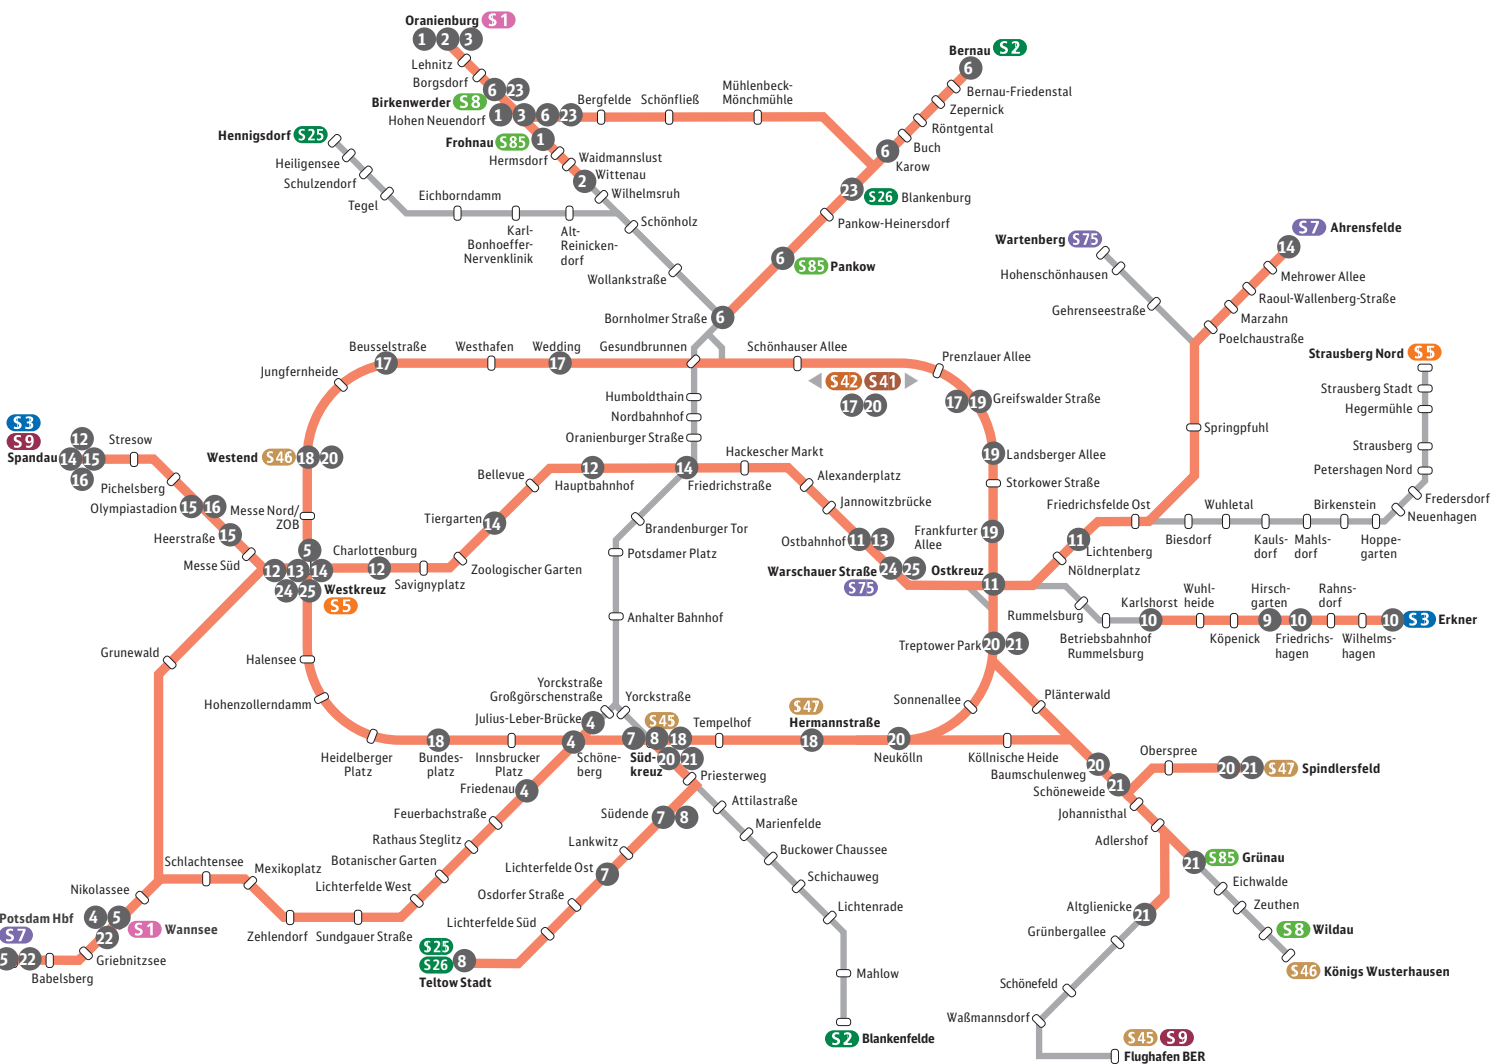 Oranienburg S1
1 2 3
Lehnitz
Borgsdorf
6 23
Birkenwerder S8
Hohen Neuendorf
1 3 6 23
Bergfelde
Schönfließ
Mühlenbeck-
Mönchmühle
Bernau S2
6
Bernau-Friedenstal
Zepernick
Röntgental
Buch
6
Karow
Hennigsdorf S25
Heiligensee
Schulzendorf
Tegel
Eichborndamm
Karl-
Bonhoeffer-
Nervenklinik
Alt-
Reinicken-
dorf
Frohnau S85 1
Hermsdorf
Waidmannslust
2
Wittenau
Wilhelmsruh
Schönholz
Wollankstraße
23
S26 Blankenburg
Pankow-Heinersdorf
6
S85 Pankow
Bornholmer Straße 6
Wartenberg S75
Hohenschönhausen
Gehrenseestraße
S7 Ahrensfelde
14
Mehrower Allee
Raoul-Wallenberg-Straße
Marzahn
Poelchaustraße
Springpfuhl
Strausberg Nord S5
Strausberg Stadt
Hegermühle
Strausberg
Petershagen Nord
Fredersdorf
Neuenhagen
Hoppe-
garten
Birkenstein
Mahls-
dorf
Kauls-
dorf
Wuhletal
Biesdorf
Friedrichsfelde Ost
11
Lichtenberg
Nöldnerplatz
Jungfernheide
Beusselstraße
17
Westhafen
Wedding
17
Gesundbrunnen
Schönhauser Allee
S42 S41
17 20
Prenzlauer Allee
17 19
Greifswalder Straße
19
Landsberger Allee
Storkower Straße
Frankfurter
Allee
19
Humboldthain
Nordbahnhof
Oranienburger Straße
S3
S9
Spandau
12
14 15
16
Stresow
Pichelsberg
Olympiastadion
15 16
Heerstraße
15
Messe Süd
Westend S46 18 20
Messe Nord/
ZOB
5
12 13 14
24 25
Westkreuz
S5
Charlottenburg
12
Savignyplatz
Zoologischer Garten
Tiergarten
14
Bellevue
12
Hauptbahnhof
14
Friedrichstraße
Hackescher Markt
Alexanderplatz
Jannowitzbrücke
Ostbahnhof
11 13
24 25
Warschauer Straße
S75
Ostkreuz
11
Brandenburger Tor
Potsdamer Platz
Anhalter Bahnhof
Yorckstraße
Großgörschenstraße
Yorckstraße
Rummelsburg
Betriebsbahnhof
Rummelsburg
Karlshorst
10
Wuhl-
heide
Köpenick
Hirsch-
garten
9
10
Friedrichs-
hagen
Rahns-
dorf
Wilhelms-
hagen
10
S3 Erkner
Treptower Park 20 21
Sonnenallee
Plänterwald
Grunewald
Halensee
Hohenzollerndamm
Heidelberger
Platz
18
Bundes-
platz
Innsbrucker
Platz
Julius-Leber-Brücke
4
4
Schöne-
berg
7 8 18
20 21
S45
Süd-
kreuz
Tempelhof
S47
Hermannstraße
18
20
Neukölln
Köllnische Heide
Baumschulenweg
20
Schöneweide
21
Oberspree
20 21 S47 Spindlersfeld
Johannisthal
Adlershof
21
S85 Grünau
Eichwalde
Zeuthen
S8 Wildau
S46 Königs Wusterhausen
Altglienicke
21
Grünbergallee
Schönefeld
Waßmannsdorf
S45 S9
Flughafen BER
Friedenau
4
Feuerbachstraße
Rathaus Steglitz
Botanischer Garten
Lichterfelde West
Sundgauer Straße
Zehlendorf
Mexikoplatz
Schlachtensee
Nikolassee
4 5
22
S1 Wannsee
Potsdam Hbf
S7
5 22
Babelsberg
Griebnitzsee
Priesterweg
Südende
7 8
Lankwitz
Lichterfelde Ost
7
Osdorfer Straße
Lichterfelde Süd
S25
S26
8
Teltow Stadt
Attilastraße
Marienfelde
Buckower Chaussee
Schichauweg
Lichtenrade
Mahlow
S2 Blankenfelde